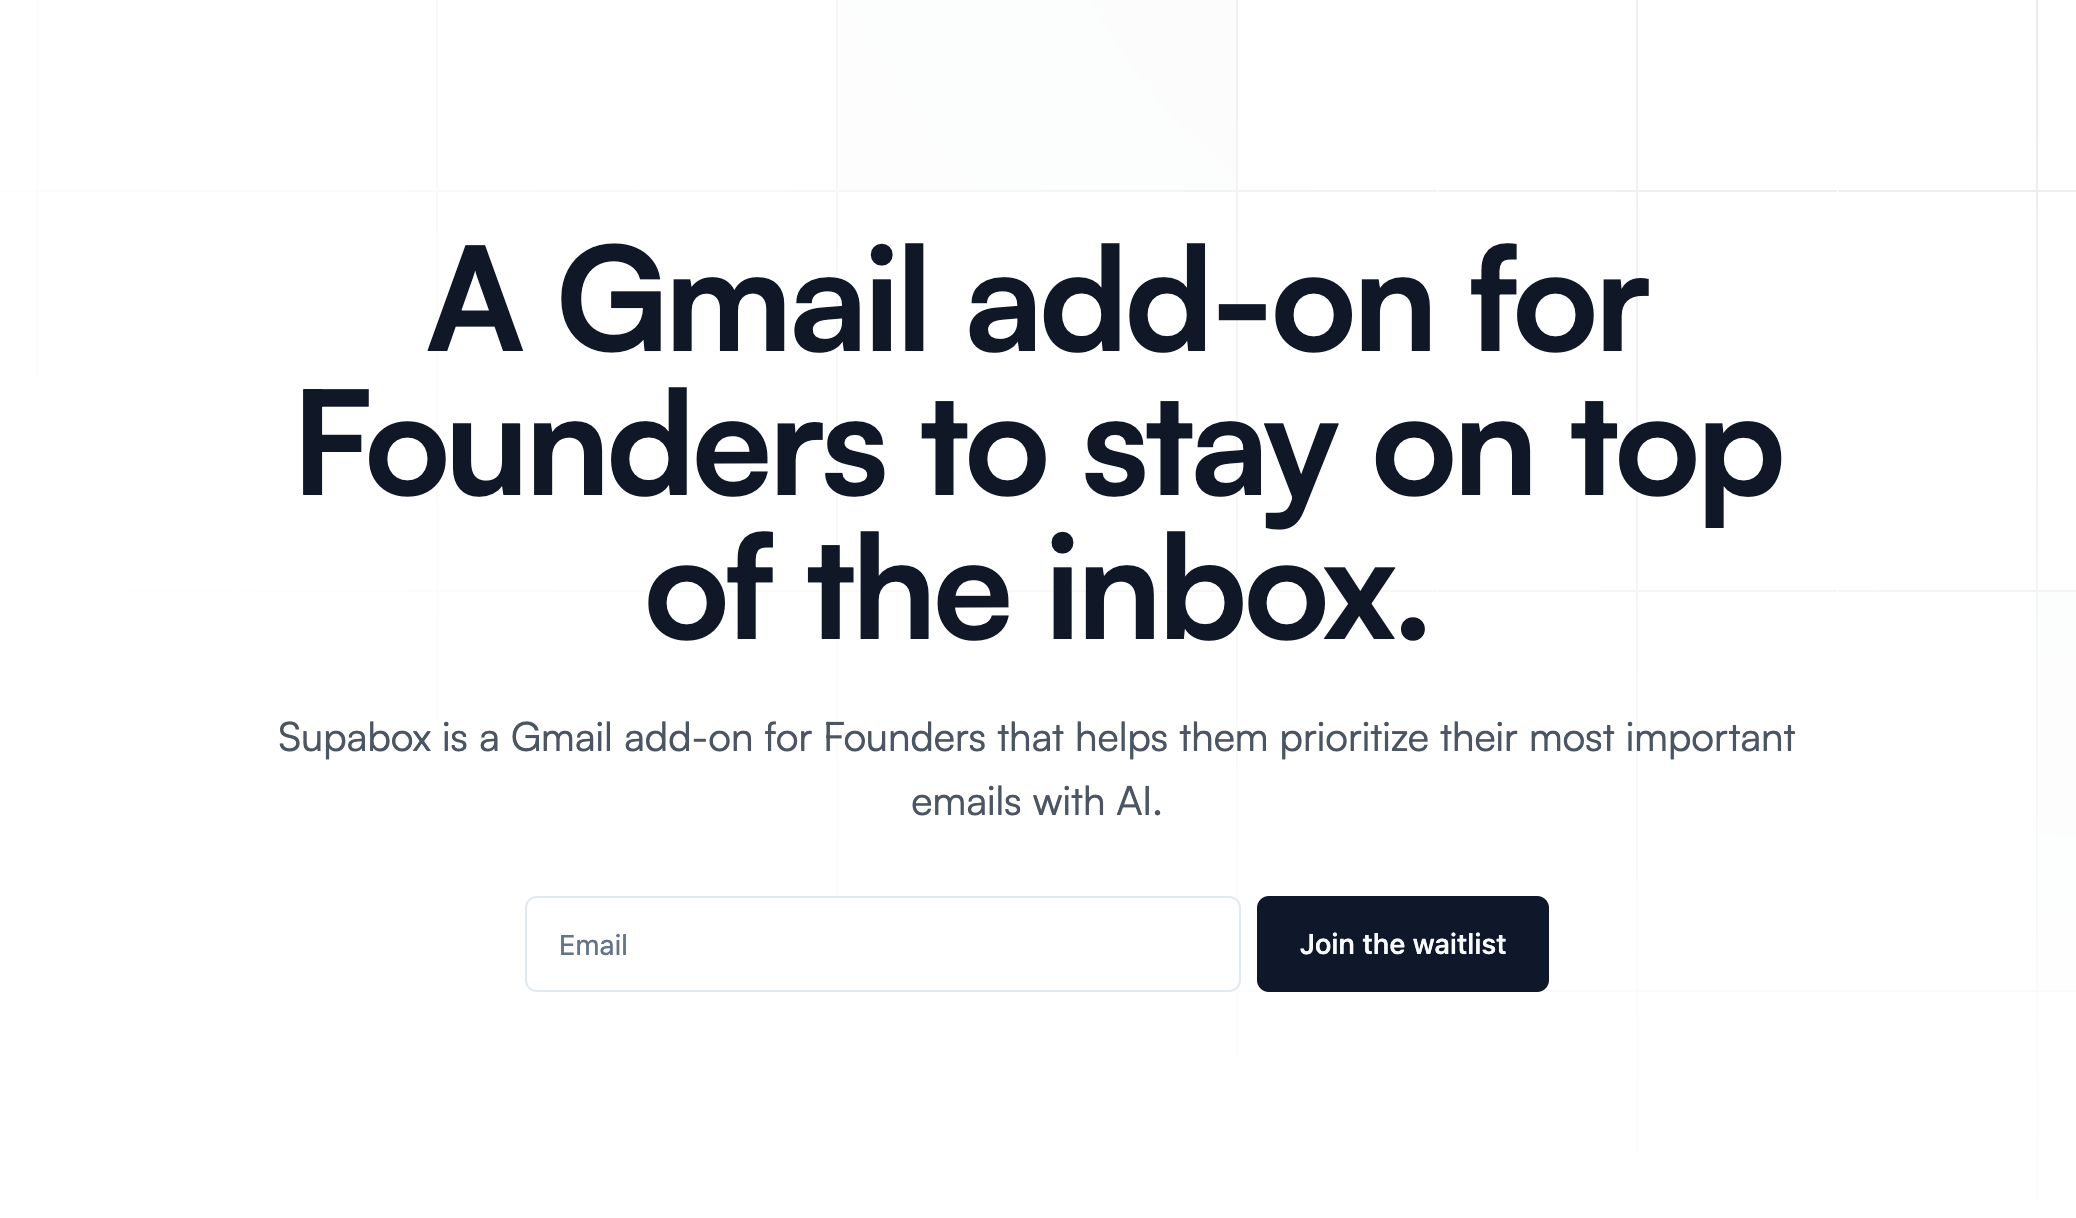 A Gmail add-on for
Founders to stay on top
of the inbox.
Supabox is a Gmail add-on for Founders that helps them prioritize their most important
emails with AI.
Email
Join the waitlist